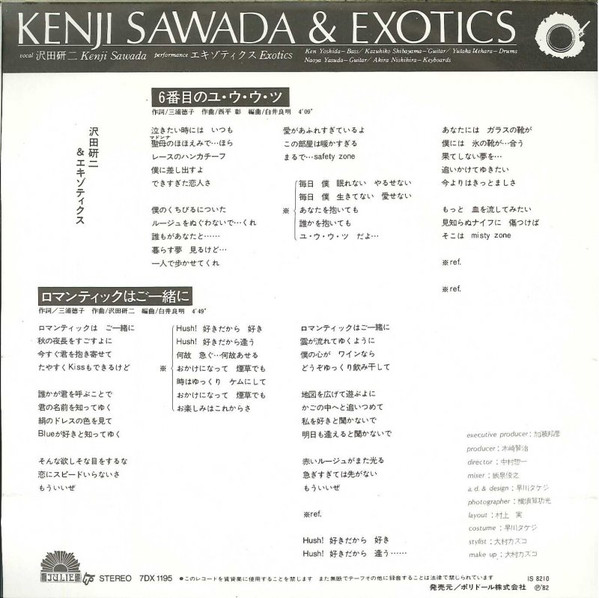 KENJI SAWADA & EXOTICS
vocal 沢田研二 Kenji Sawada performance エキゾティクス Exotics
Ken Yoshida—Bass/Kazuhiko Shibayama—Guitar/Yutaka Uehara—Drums
Naoya Yasuda—Guitar/Akira Nishihira—Keyboards
沢田研二
&エキゾティクス
6番目のユ・ウ・ウ・ツ
作詞/三浦徳子 作曲/西平 彰 編曲/白井良明 4'09"
泣きたい時には いつも
マドンナ
聖母のほほえみで…ほら
レースのハンカチーフ
僕に差し出すよ
できすぎた恋人さ
僕のくちびるについた
ルージュをぬぐわないで…くれ
誰もがあなたと……
暮らす夢 見るけど…
一人で歩かせてくれ
愛があふれすぎているよ
この部屋は暖かすぎる
まるで…safety zone
※
毎日 僕 眠れない やるせない
毎日 僕 生きてない 愛せない
あなたを抱いても
誰かを抱いても
ユ・ウ・ウ・ツ だよ…
あなたには ガラスの靴が
僕には 氷の靴が…合う
果てしない夢を…
追いかけてゆきたい
今よりはきっとましさ
もっと 血を流してみたい
見知らぬナイフに 傷つけば
そこは misty zone
※ref.
※ref.
ロマンティックはご一緒に
作詞/三浦徳子 作曲/沢田研二 編曲/白井良明 4'49"
ロマンティックは ご一緒に
秋の夜長をすごすよに
今すぐ君を抱き寄せて
たやすくKissもできるけど
誰かが君を呼ぶことで
君の名前を知ってゆく
絹のドレスの色を見て
Blueが好きと知ってゆく
そんな欲しそな目をするな
恋にスピードいらないさ
もういいぜ
※
Hush! 好きだから 好き
Hush! 好きだから違う
何故 急ぐ…何故あせる
おかけになって 煙草でも
時はゆっくり ケムにして
おかけになって 煙草でも
お楽しみはこれからさ
ロマンティックはご一緒に
雲が流れてゆくように
僕の心が ワインなら
どうぞゆっくり飲み干して
地図を広げて遊ぶよに
かごの中へと追いつめて
私を好きと聞かないで
明日も逢えると聞かないで
赤いルージュがまた光る
急ぎすぎては先がない
もういいぜ
※ref.
Hush! 好きだから 好き
Hush! 好きだから 違う……
executive producer:加瀬邦彦
producer:木崎賢治
director:中村悊一
mixer:飯泉俊之
a.d.& design:早川タケジ
photographer:横須賀功光
layout:村上 実
costume:早川タケジ
stylist:大村カスコ
make up:大村カスコ
JULIE
STEREO 7DX1195
●このレコードを賃貸業に使用することを禁じます また無断でテープその他に録音することは法律で禁じられています
IS 8210
発売元/ポリドール株式会社 Ⓟ'82